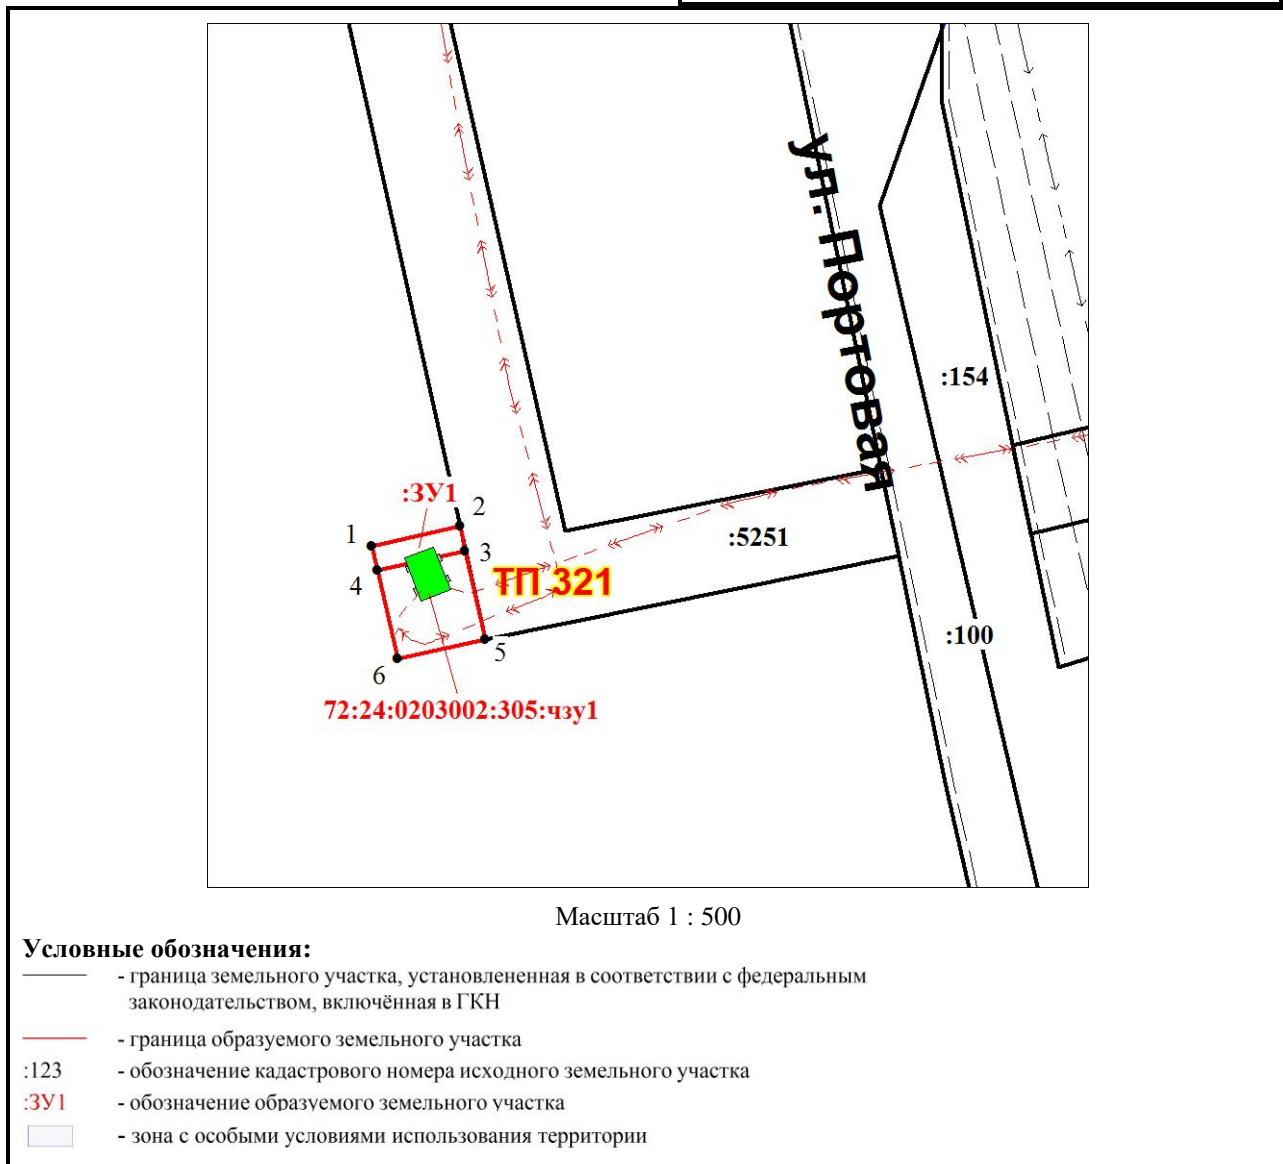 ул. Портовая
:154
:ЗУ1
2
1
3
:5251
4
ТП 321
5
:100
6
72:24:0203002:305:чзу1
Масштаб 1 : 500
Условные обозначения:
- граница земельного участка, установлененная в соответствии с федеральным
законодательством, включённая в ГКН
- граница образуемого земельного участка
:123 - обозначение кадастрового номера исходного земельного участка
:ЗУ1 - обозначение образуемого земельного участка
- зона с особыми условиями использования территории